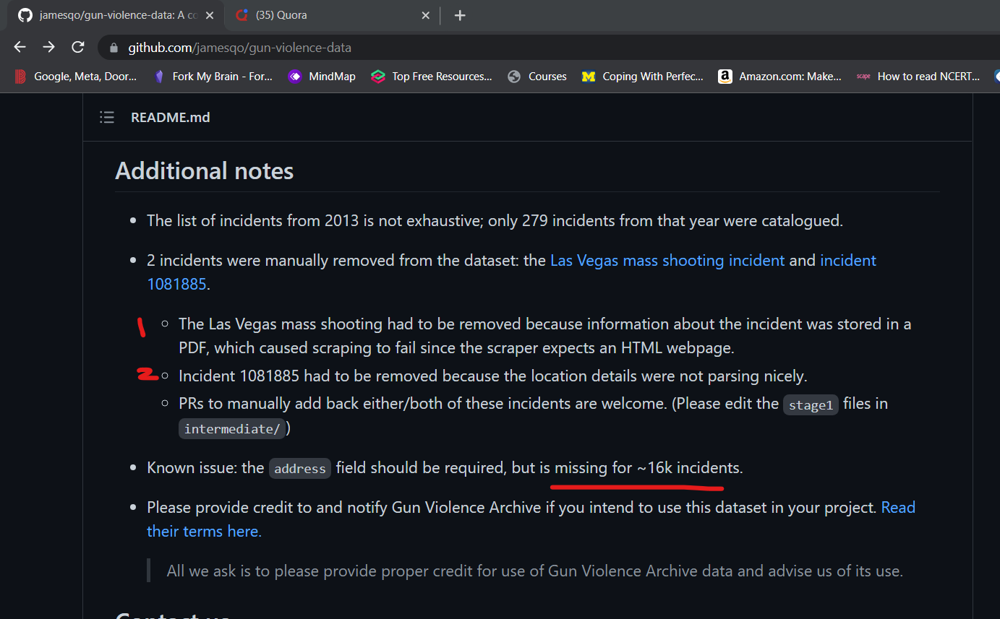 jamesqo/gun-violence-data: A co
(35) Quora
github.com/jamesqo/gun-violence-data
Google, Meta, Door... Fork My Brain - For... MindMap Top Free Resources... Courses Coping With Perfec... Amazon.com: Make... scape How to read NCERT...
README.md
Additional notes
The list of incidents from 2013 is not exhaustive; only 279 incidents from that year were catalogued.
2 incidents were manually removed from the dataset: the Las Vegas mass shooting incident and incident
1081885.
1 The Las Vegas mass shooting had to be removed because information about the incident was stored in a
PDF, which caused scraping to fail since the scraper expects an HTML webpage.
2 Incident 1081885 had to be removed because the location details were not parsing nicely.
PRs to manually add back either/both of these incidents are welcome. (Please edit the stage1 files in
intermediate/)
Known issue: the address field should be required, but is missing for ~16k incidents.
Please provide credit to and notify Gun Violence Archive if you intend to use this dataset in your project. Read
their terms here.
All we ask is to please provide proper credit for use of Gun Violence Archive data and advise us of its use.
Contact us